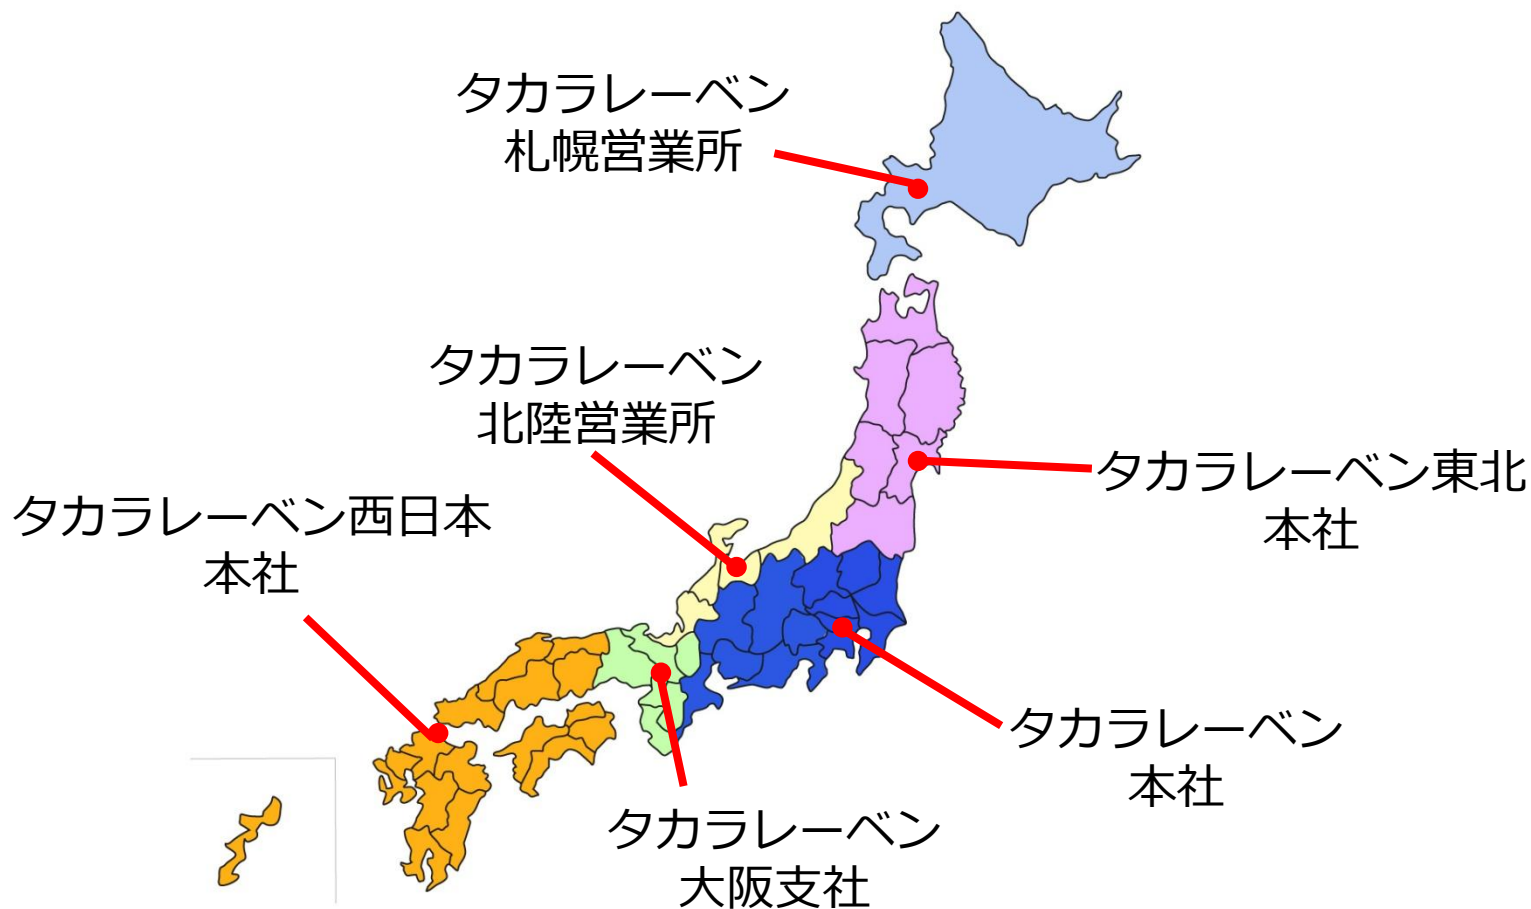 タカラレーベン
札幌営業所
タカラレーベン
北陸営業所
タカラレーベン東北
本社
タカラレーベン西日本
本社
タカラレーベン
本社
タカラレーベン
大阪支社